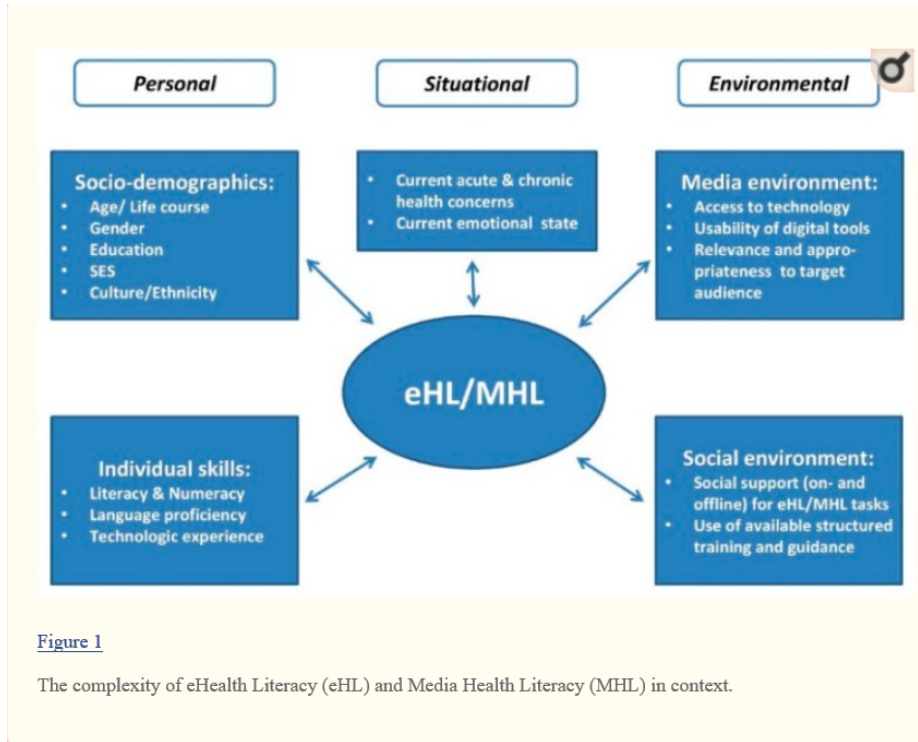 Personal
Situational
Environmental
Socio-demographics:
• Age/ Life course
• Gender
• Education
• SES
• Culture/Ethnicity
• Current acute & chronic
health concerns
• Current emotional state
Media environment:
• Access to technology
• Usability of digital tools
• Relevance and appro-
priateness to target
audience
eHL/MHL
Individual skills:
• Literacy & Numeracy
• Language proficiency
• Technologic experience
Social environment:
• Social support (on- and
offline) for eHL/MHL tasks
• Use of available structured
training and guidance
Figure 1
The complexity of eHealth Literacy (eHL) and Media Health Literacy (MHL) in context.